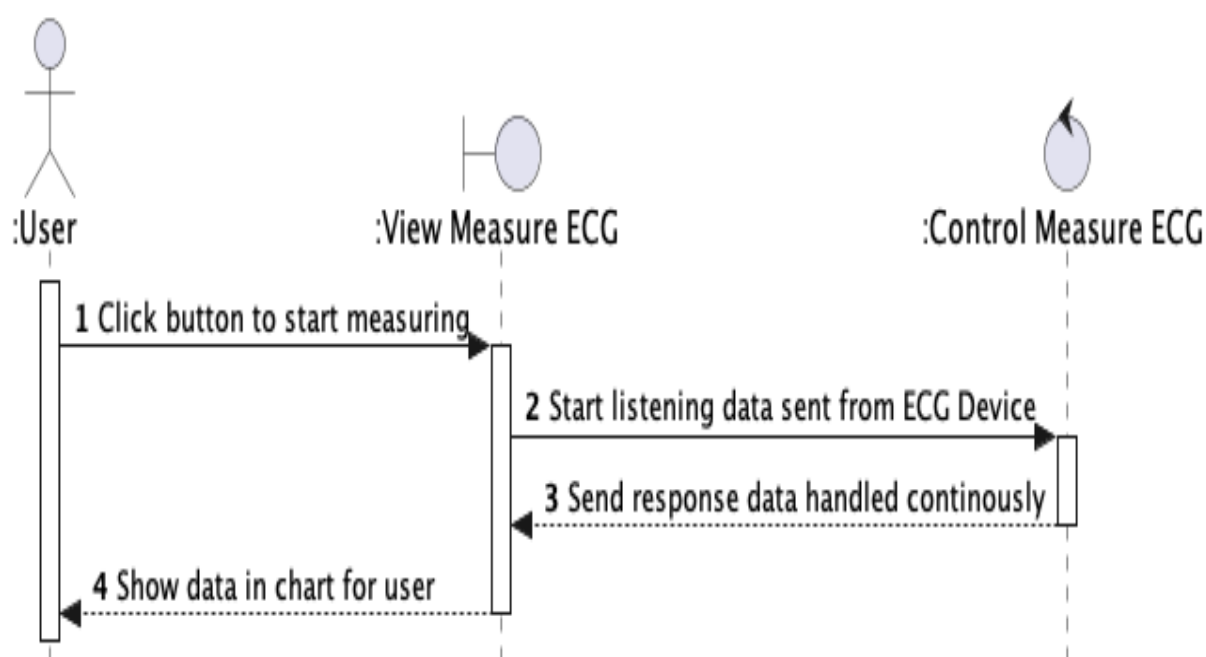 :User
:View Measure ECG
:Control Measure ECG
1 Click button to start measuring
2 Start listening data sent from ECG Device
3 Send response data handled continously
4 Show data in chart for user